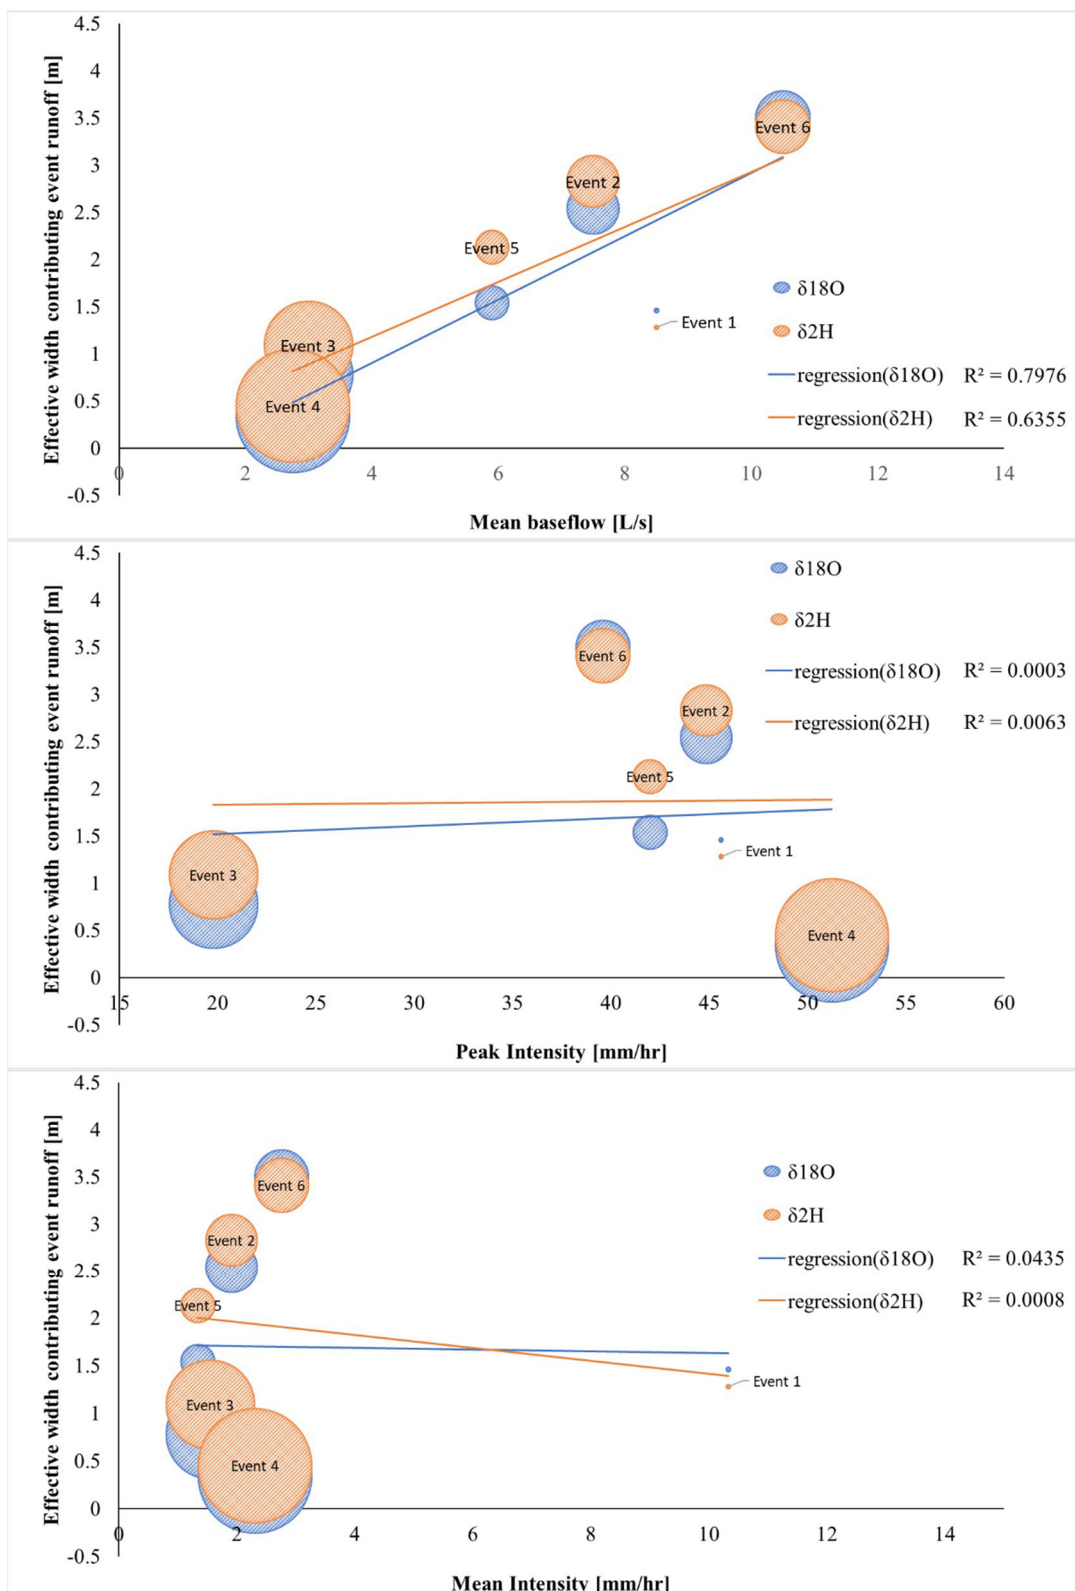 4.5
4
3.5
3
2.5
2
1.5
1
0.5
0
-0.5
Effective width contributing event runoff [m]
Event 6
Event 2
Event 5
Event 1
Event 3
Event 4
δ18O
δ2H
regression(δ18O) R² = 0.7976
regression(δ2H) R² = 0.6355
0 2 4 6 8 10 12 14
Mean baseflow [L/s]
4.5
4
3.5
3
2.5
2
1.5
1
0.5
0
-0.5
Effective width contributing event runoff [m]
Event 6
Event 2
Event 5
Event 1
Event 3
Event 4
δ18O
δ2H
regression(δ18O) R² = 0.0003
regression(δ2H) R² = 0.0063
15 20 25 30 35 40 45 50 55 60
Peak Intensity [mm/hr]
4.5
4
3.5
3
2.5
2
1.5
1
0.5
0
-0.5
Effective width contributing event runoff [m]
Event 6
Event 2
Event 5
Event 1
Event 3
Event 4
δ18O
δ2H
regression(δ18O) R² = 0.0435
regression(δ2H) R² = 0.0008
0 2 4 6 8 10 12 14
Mean Intensity [mm/hr]